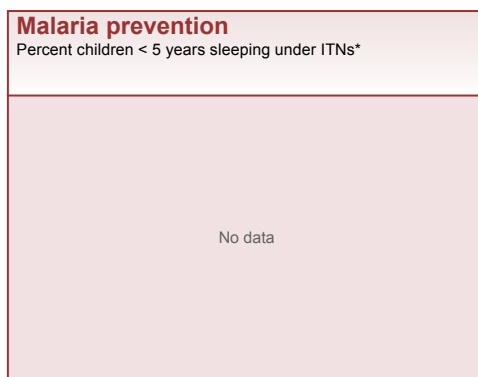 Malaria prevention
Percent children < 5 years sleeping under ITNs*
No data